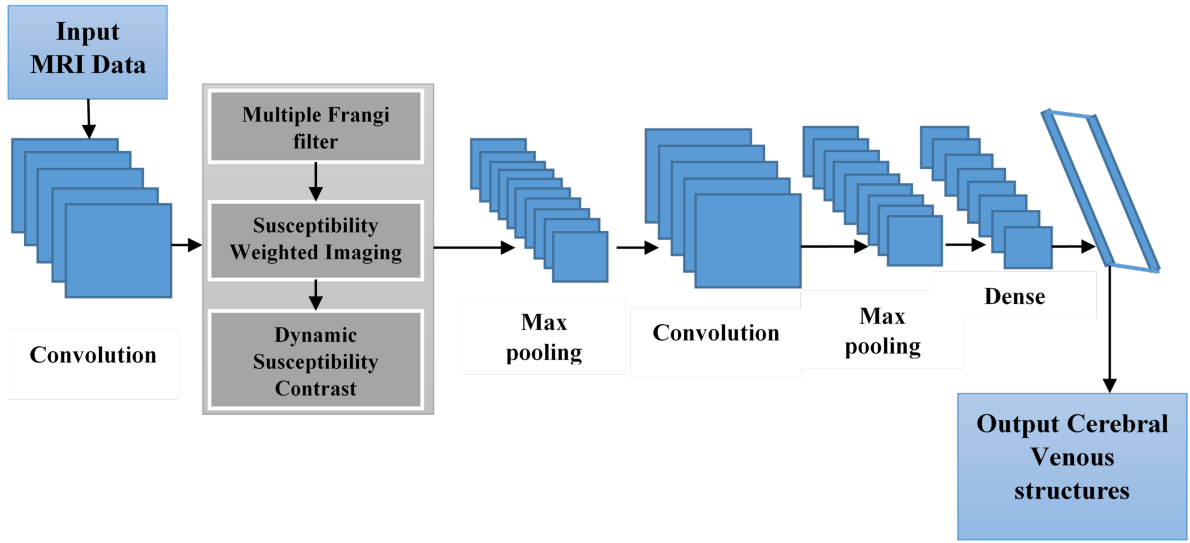 Input
MRI Data
Convolution
Multiple Frangi
filter
Susceptibility
Weighted Imaging
Dynamic
Susceptibility
Contrast
Max
pooling
Convolution
Max
pooling
Dense
Output Cerebral
Venous
structures